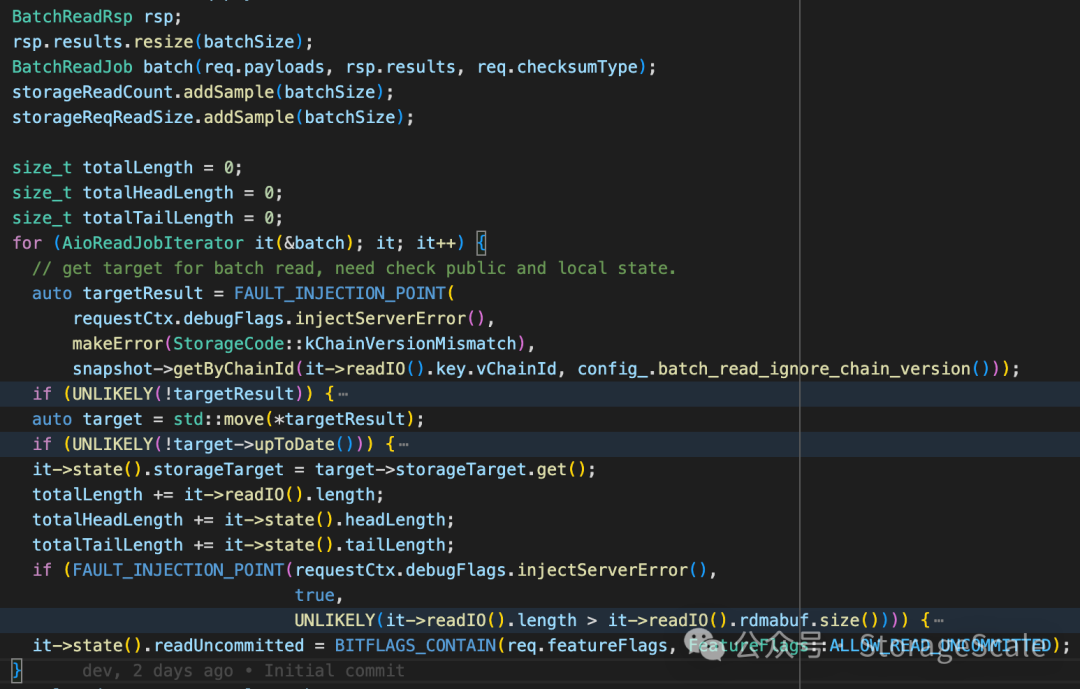 BatchReadRsp rsp;
rsp.results.resize(batchSize);
BatchReadJob batch(req.payloads, rsp.results, req.checksumType);
storageReadCount.addSample(batchSize);
storageReqReadSize.addSample(batchSize);
size_t totalLength = 0;
size_t totalHeadLength = 0;
size_t totalTailLength = 0;
for (AioReadJobIterator it(&batch); it; it++) {
// get target for batch read, need check public and local state.
auto targetResult = FAULT_INJECTION_POINT(
requestCtx.debugFlags.injectServerError(),
makeError(StorageCode::kChainVersionMismatch),
snapshot->getByChainId(it->readIO().key.vChainId, config_.batch_read_ignore_chain_version()));
if (UNLIKELY(!targetResult)) {⋯
auto target = std::move(*targetResult);
if (UNLIKELY(!target->upToDate())) {⋯
it->state().storageTarget = target->storageTarget.get();
totalLength += it->readIO().length;
totalHeadLength += it->state().headLength;
totalTailLength += it->state().tailLength;
if (FAULT_INJECTION_POINT(requestCtx.debugFlags.injectServerError(),
true,
UNLIKELY(it->readIO().length > it->readIO().rdmabuf.size()))) {⋯
it->state().readUncommitted = BITFLAGS_CONTAIN(req.featureFlags, FeatureFlags::ALLOW_READ_UNCOMMITTED);
公众号 · StorageScale
} dev, 2 days ago • Initial commit